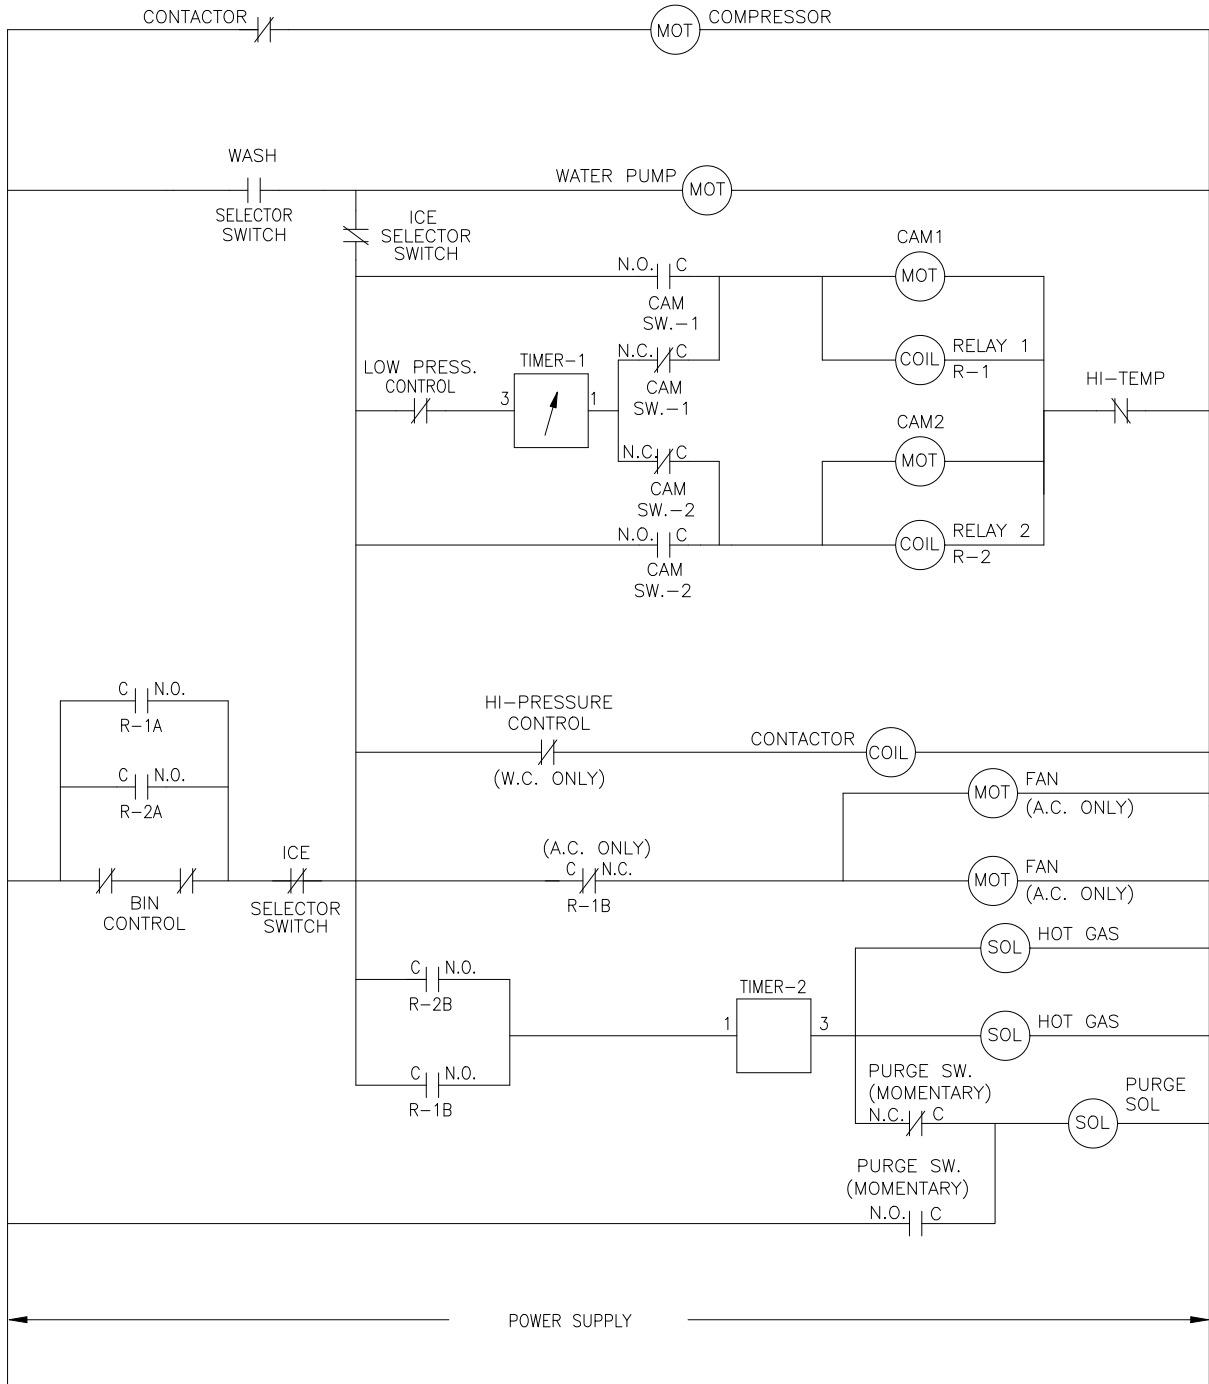 CONTACTOR
MOT
COMPRESSOR
WASH
SELECTOR
SWITCH
WATER PUMP
MOT
ICE
SELECTOR
SWITCH
N.O. C
CAM
SW.-1
CAM1
MOT
N.C. C
CAM
SW.-1
COIL
RELAY 1
R-1
LOW PRESS.
CONTROL
TIMER-1
3
1
HI-TEMP
N.C. C
CAM
SW.-2
CAM2
MOT
N.O. C
CAM
SW.-2
COIL
RELAY 2
R-2
C N.O.
R-1A
C N.O.
R-2A
BIN
CONTROL
ICE
SELECTOR
SWITCH
HI-PRESSURE
CONTROL
(W.C. ONLY)
CONTACTOR
COIL
MOT
FAN
(A.C. ONLY)
(A.C. ONLY)
C N.C.
R-1B
MOT
FAN
(A.C. ONLY)
SOL
HOT GAS
C N.O.
R-2B
TIMER-2
1
3
SOL
HOT GAS
C N.O.
R-1B
PURGE SW.
(MOMENTARY)
N.C. C
SOL
PURGE
SOL
PURGE SW.
(MOMENTARY)
N.O. C
POWER SUPPLY